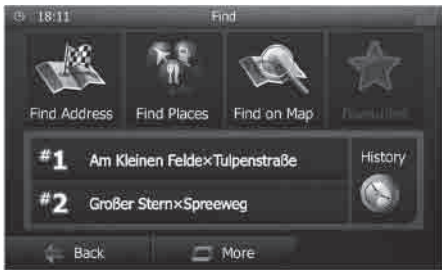 18:11 Find
Find Address Find Places Find on Map Favourites
#1 Am Kleinen Felde×Tulpenstraße History
#2 Großer Stern×Spreeweg
Back More